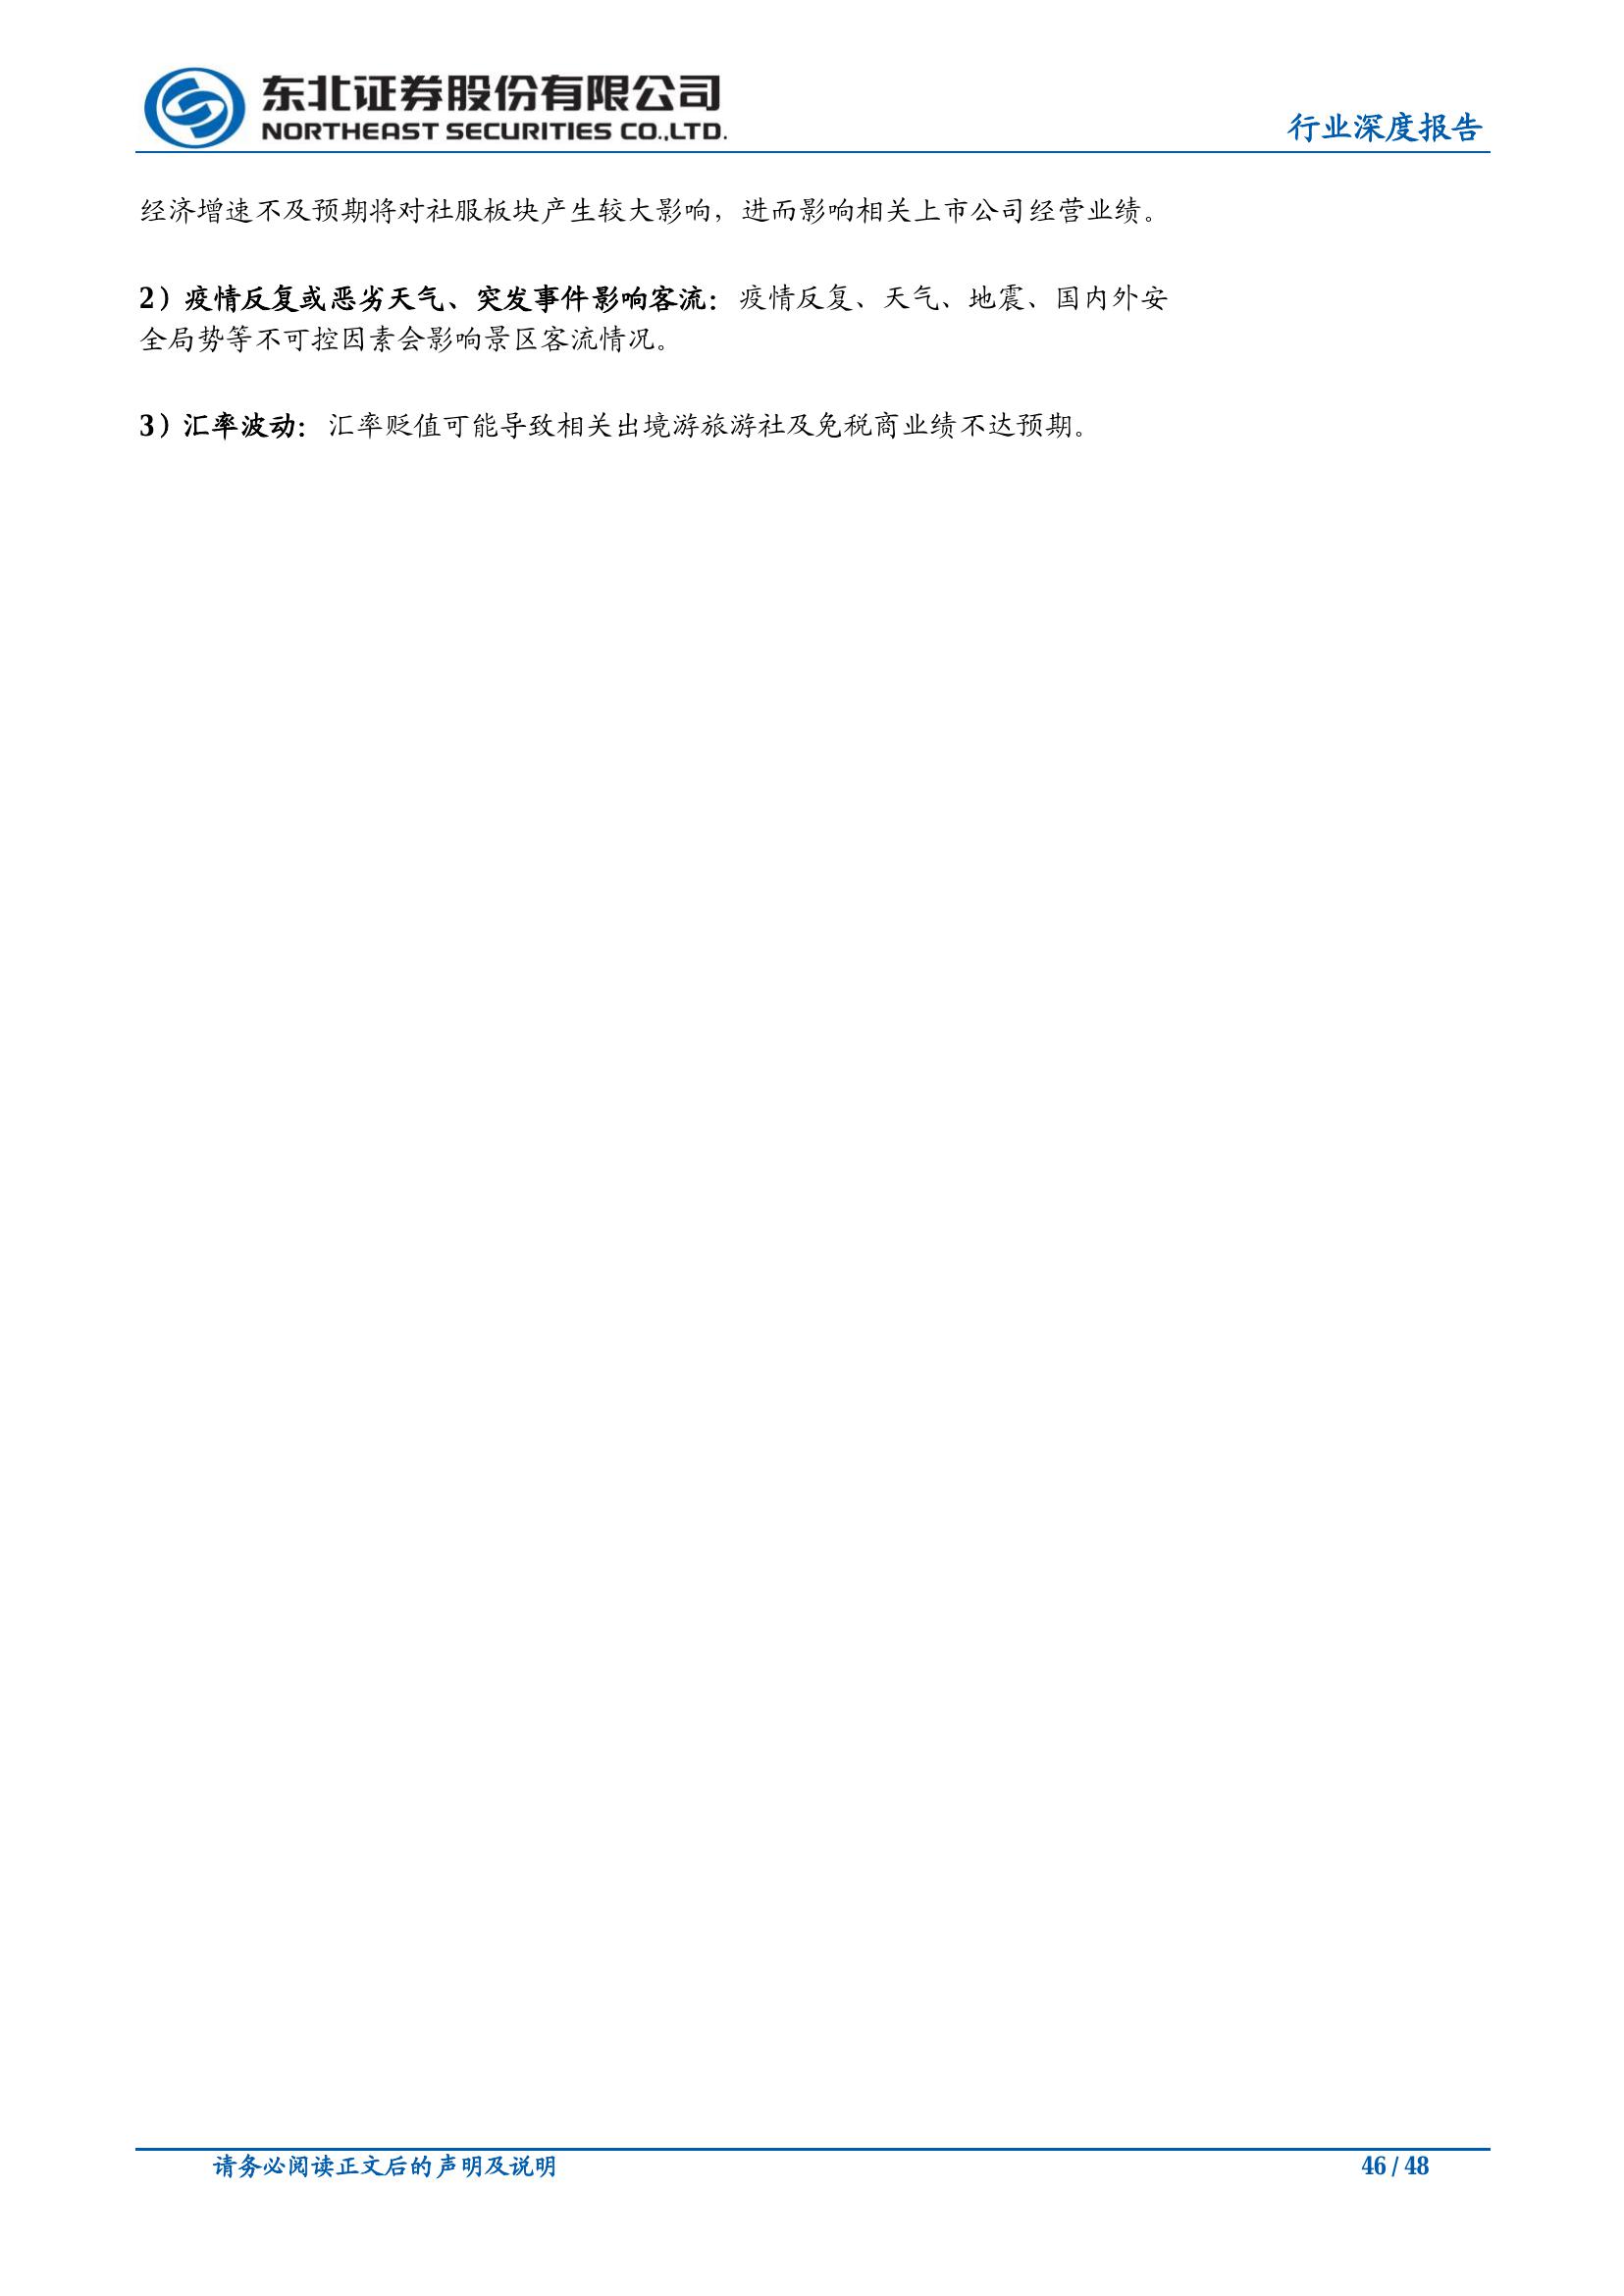 东北证券股份有限公司
NORTHEAST SECURITIES CO.,LTD.
行业深度报告
经济增速不及预期将对社服板块产生较大影响，进而影响相关上市公司经营业绩。
2）疫情反复或恶劣天气、突发事件影响客流：疫情反复、天气、地震、国内外安
全局势等不可控因素会影响景区客流情况。
3）汇率波动：汇率贬值可能导致相关出境游旅游社及免税商业绩不达预期。
请务必阅读正文后的声明及说明
46 / 48